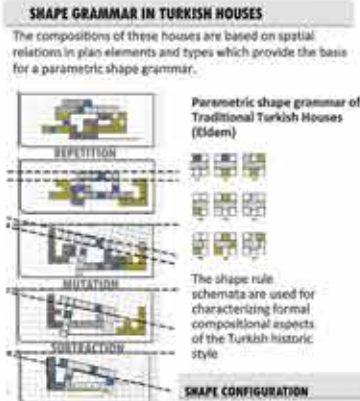 SHAPE GRAMMAR IN TURKISH HOUSES
The compositions of these houses are based on spatial
relations in plan elements and types which provide the basis
for a parametric shape grammar.
Parametric shape grammar of
Traditional Turkish Houses
(Eldem)
REPETITION
MUTATION
SUBTRACTION
The shape rule
schemata are used for
characterizing formal
compositional aspects
of the Turkish historic
style
SHAPE CONFIGURATION